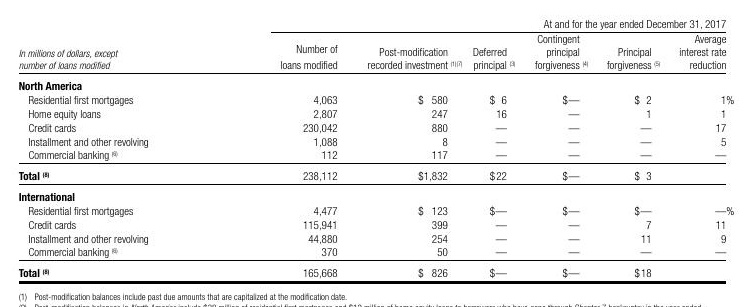 At and for the year ended December 31, 2017
In millions of dollars, except number of loans modified Number of loans modified Post-modification recorded investment (1)(7) Deferred principal (3) Contingent principal forgiveness (4) Principal forgiveness (5) Average interest rate reduction
North America
Residential first mortgages 4,063 $ 580 $ 6 $— $ 2 1%
Home equity loans 2,807 247 16 — 1 1
Credit cards 230,042 880 — — — 17
Installment and other revolving 1,088 8 — — — 5
Commercial banking (6) 112 117 — — — —
Total (8) 238,112 $1,832 $22 $— $ 3
International
Residential first mortgages 4,477 $ 123 $— $— $— —%
Credit cards 115,941 399 — — 7 11
Installment and other revolving 44,880 254 — — 11 9
Commercial banking (6) 370 50 — — — —
Total (8) 165,668 $ 826 $— $— $18
(1) Post-modification balances include past due amounts that are capitalized at the modification date.